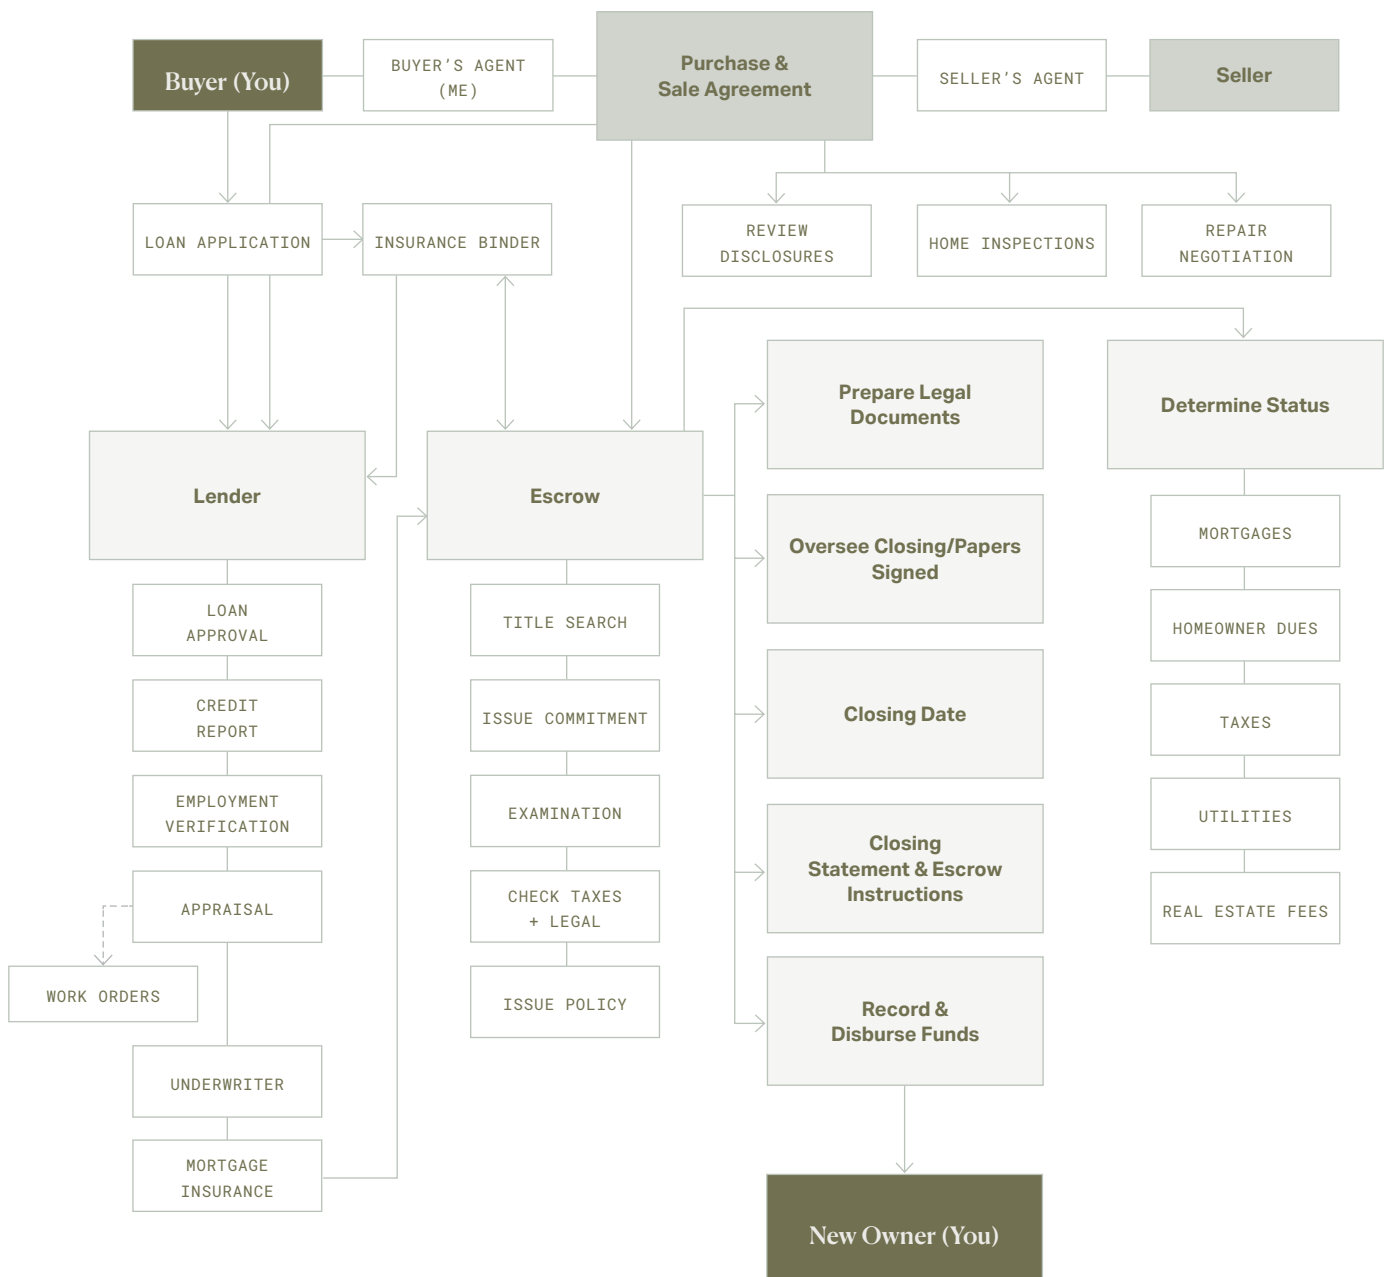 Buyer (You)
BUYER’S AGENT
(ME)
Purchase &
Sale Agreement
SELLER’S AGENT
Seller
LOAN APPLICATION
INSURANCE BINDER
REVIEW
DISCLOSURES
HOME INSPECTIONS
REPAIR
NEGOTIATION
Lender
LOAN
APPROVAL
CREDIT
REPORT
EMPLOYMENT
VERIFICATION
APPRAISAL
WORK ORDERS
UNDERWRITER
MORTGAGE
INSURANCE
Escrow
TITLE SEARCH
ISSUE COMMITMENT
EXAMINATION
CHECK TAXES
+ LEGAL
ISSUE POLICY
Prepare Legal
Documents
Oversee Closing/Papers
Signed
Closing Date
Closing
Statement & Escrow
Instructions
Record &
Disburse Funds
New Owner (You)
Determine Status
MORTGAGES
HOMEOWNER DUES
TAXES
UTILITIES
REAL ESTATE FEES